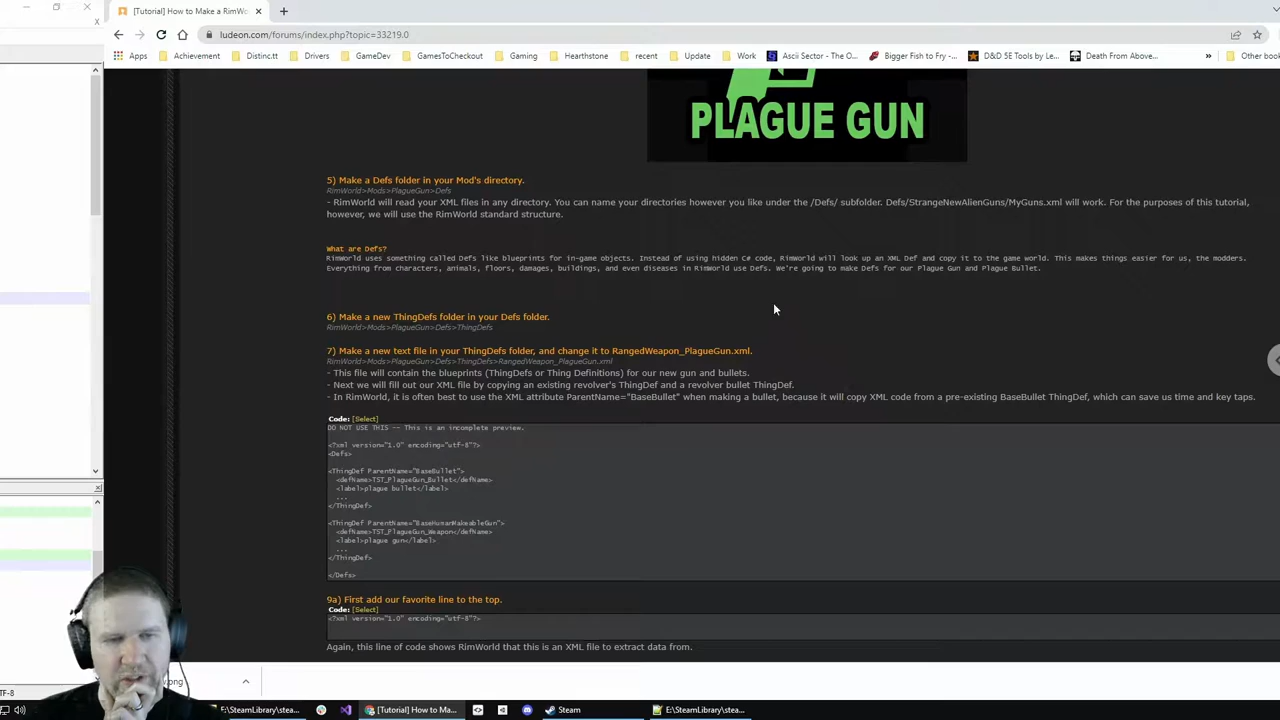 [Tutorial] How to Make a RimWo
ludeon.com/forums/index.php?topic=33219.0
Apps
Achievement
Distinc.tt
Drivers
GameDev
GamesToCheckout
Gaming
Hearthstone
recent
Update
Work
Ascii Sector - The O...
Bigger Fish to Fry -...
D&D 5E Tools by Le...
Death From Above...
»
Other book
PLAGUE GUN
5) Make a Defs folder in your Mod's directory.
RimWorld>Mods>PlagueGun>Defs
- RimWorld will read your XML files in any directory. You can name your directories however you like under the /Defs/ subfolder. Defs/StrangeNewAlienGuns/MyGuns.xml will work. For the purposes of this tutorial,
however, we will use the RimWorld standard structure.
What are Defs?
RimWorld uses something called Defs like blueprints for in-game objects. Instead of using hidden C# code, RimWorld will look up an XML Def and copy it to the game world. This makes things easier for us, the modders.
Everything from characters, animals, floors, damages, buildings, and even diseases in RimWorld use Defs. We're going to make Defs for our Plague Gun and Plague Bullet.
6) Make a new ThingDefs folder in your Defs folder.
RimWorld>Mods>PlagueGun>Defs>ThingDefs
7) Make a new text file in your ThingDefs folder, and change it to RangedWeapon_PlagueGun.xml.
RimWorld>Mods>PlagueGun>Defs>ThingDefs>RangedWeapon_PlagueGun.xml
- This file will contain the blueprints (ThingDefs or Thing Definitions) for our new gun and bullets.
- Next we will fill out our XML file by copying an existing revolver's ThingDef and a revolver bullet ThingDef.
- In RimWorld, it is often best to use the XML attribute ParentName="BaseBullet" when making a bullet, because it will copy XML code from a pre-existing BaseBullet ThingDef, which can save us time and key taps.
Code: [Select]
DO NOT USE THIS -- This is an incomplete preview.
<?xml version="1.0" encoding="utf-8"?>
<Defs>
<ThingDef ParentName="BaseBullet">
<defName>TST_PlagueGun_Bullet</defName>
<label>plague bullet</label>
...
</ThingDef>
<ThingDef ParentName="BaseHumanMakeableGun">
<defName>TST_PlagueGun_Weapon</defName>
<label>plague gun</label>
...
</ThingDef>
</Defs>
9a) First add our favorite line to the top.
Code: [Select]
<?xml version="1.0" encoding="utf-8"?>
Again, this line of code shows RimWorld that this is an XML file to extract data from.
.png
TF-8
E:\SteamLibrary\stea...
[Tutorial] How to Ma...
Steam
E:\SteamLibrary\stea...